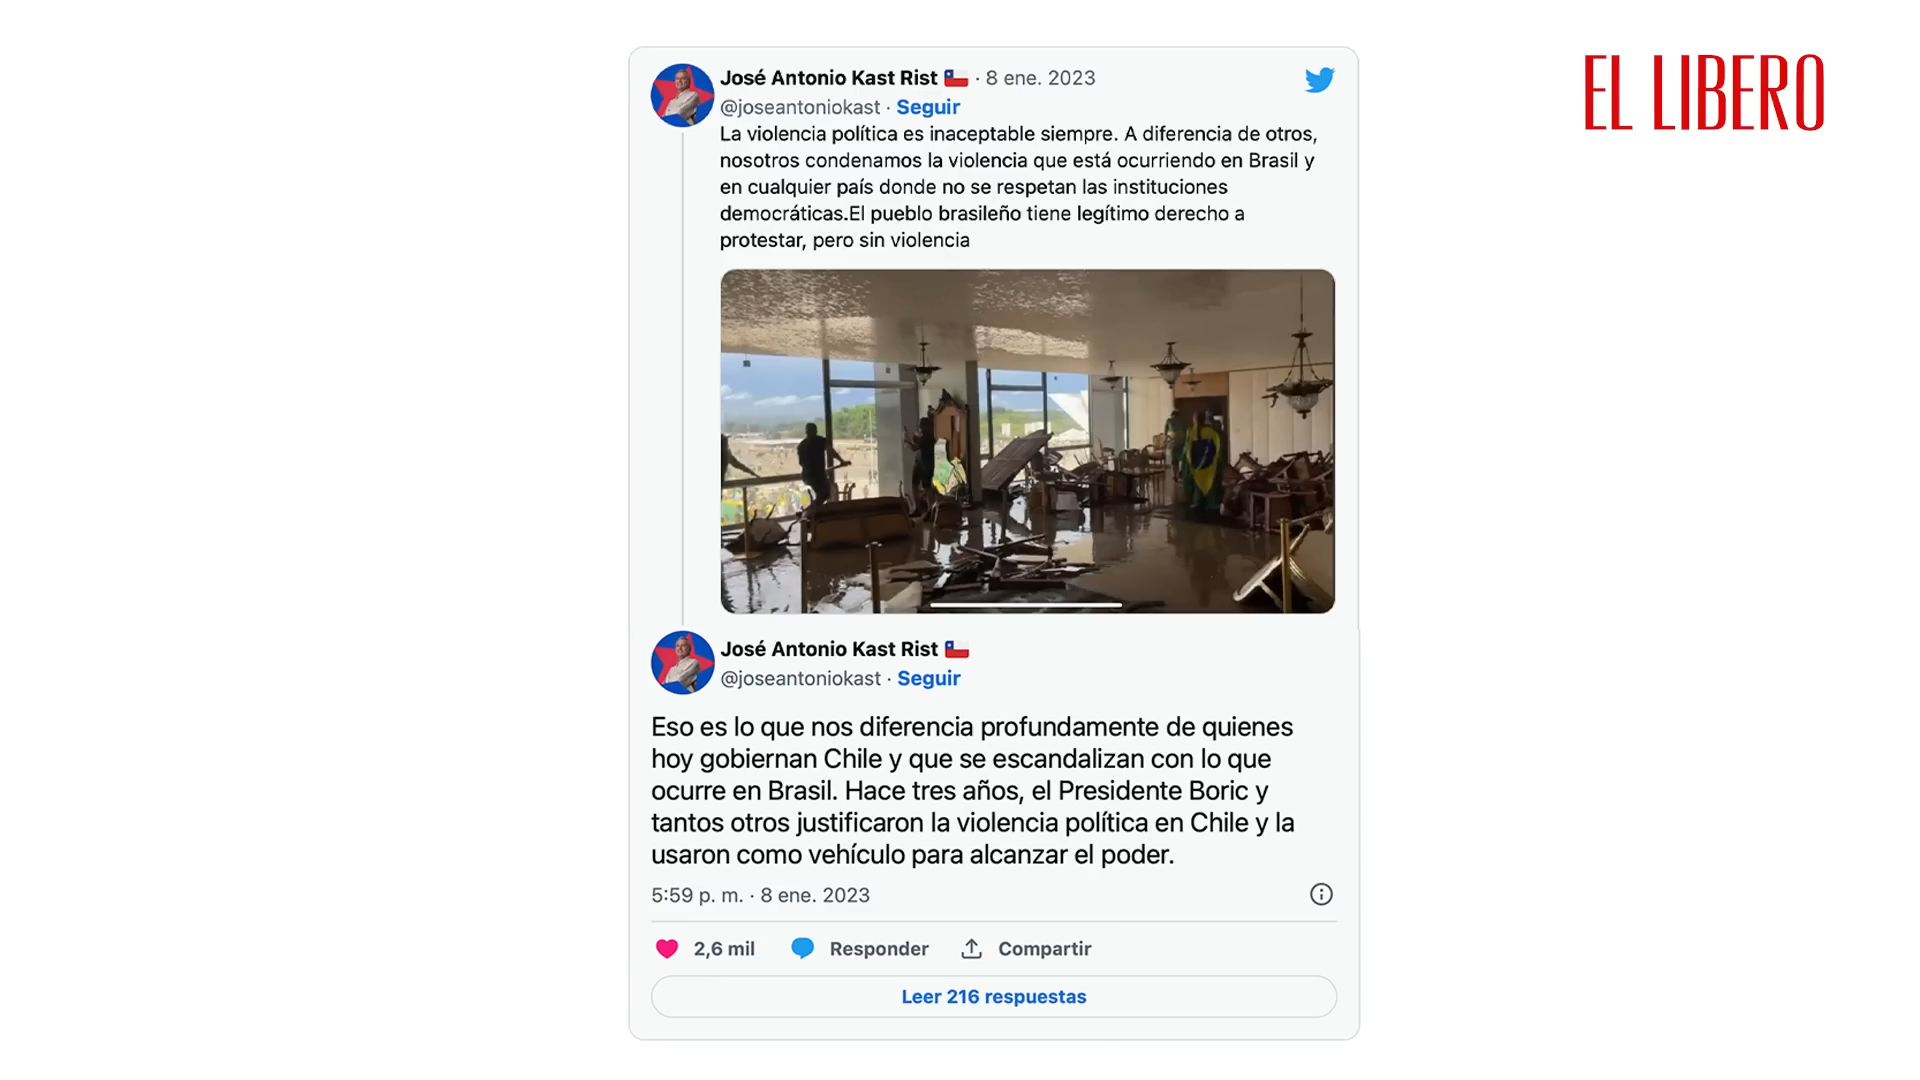 EL LIBERO
José Antonio Kast Rist 🇨🇱 · 8 ene. 2023
@joseantoniokast · Seguir
La violencia política es inaceptable siempre. A diferencia de otros,
nosotros condenamos la violencia que está ocurriendo en Brasil y
en cualquier país donde no se respetan las instituciones
democráticas.El pueblo brasileño tiene legítimo derecho a
protestar, pero sin violencia
José Antonio Kast Rist 🇨🇱
@joseantoniokast · Seguir
Eso es lo que nos diferencia profundamente de quienes
hoy gobiernan Chile y que se escandalizan con lo que
ocurre en Brasil. Hace tres años, el Presidente Boric y
tantos otros justificaron la violencia política en Chile y la
usaron como vehículo para alcanzar el poder.
5:59 p. m. · 8 ene. 2023
2,6 mil Responder Compartir
Leer 216 respuestas